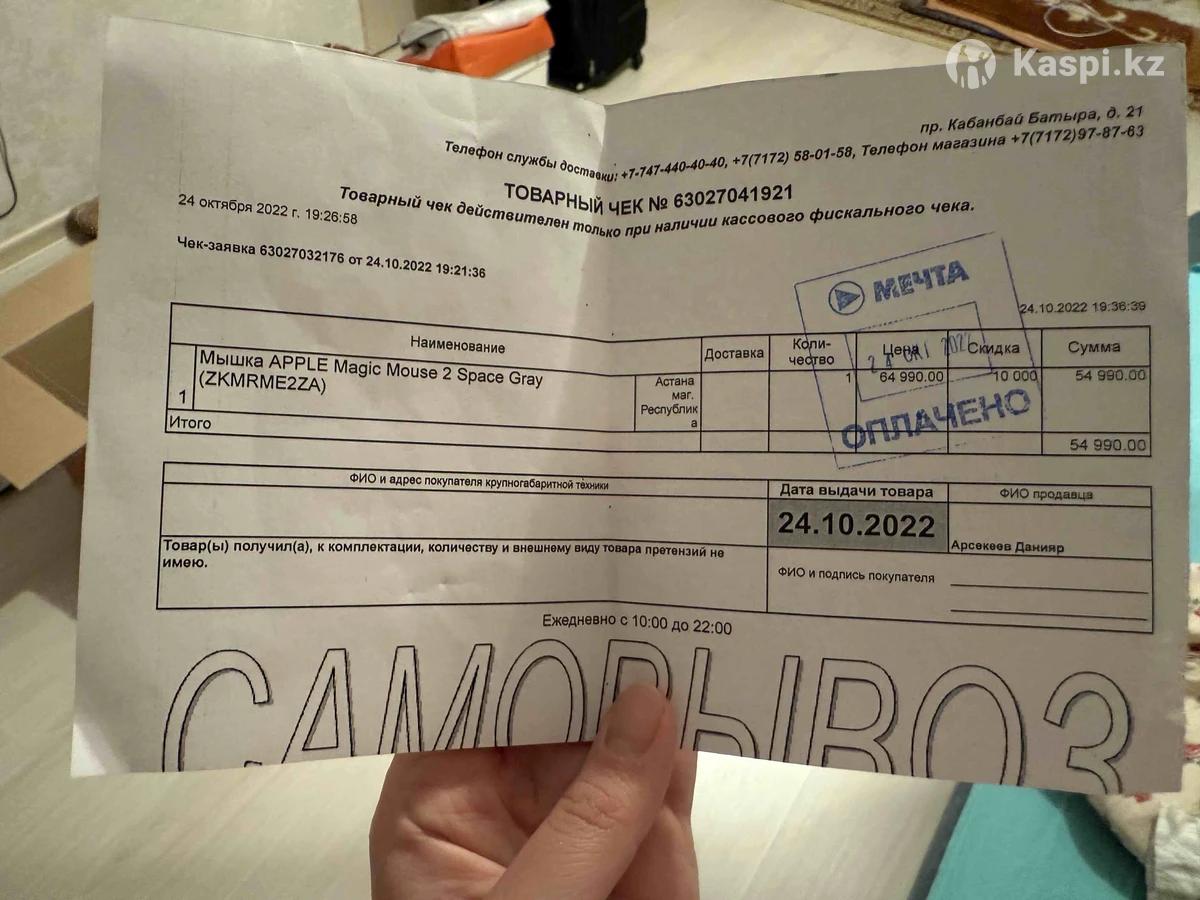 Kaspi.kz
пр. Кабанбай Батыра, д. 21
Телефон службы доставки: +7-747-440-40-40, +7(7172) 58-01-58, Телефон магазина +7(7172)97-87-63
ТОВАРНЫЙ ЧЕК № 63027041921
Товарный чек действителен только при наличии кассового фискального чека.
24 октября 2022 г. 19:26:58
Чек-заявка 63027032176 от 24.10.2022 19:21:36
МЕЧТА
24 ОКТ 2022
ОПЛАЧЕНО
24.10.2022 19:36:39
Наименование Доставка Коли-чество Цена Скидка Сумма
1 Мышка APPLE Magic Mouse 2 Space Gray
(ZKMRME2ZA)
Астана
маг.
Республик
а
1 64 990.00 10 000 54 990.00
Итого 54 990.00
ФИО и адрес покупателя крупногабаритной техники
Дата выдачи товара ФИО продавца
24.10.2022
Арсекеев Данияр
Товар(ы) получил(а), к комплектации, количеству и внешнему виду товара претензий не
имею.
ФИО и подпись покупателя
Ежедневно с 10:00 до 22:00
САМОВЫВОЗ